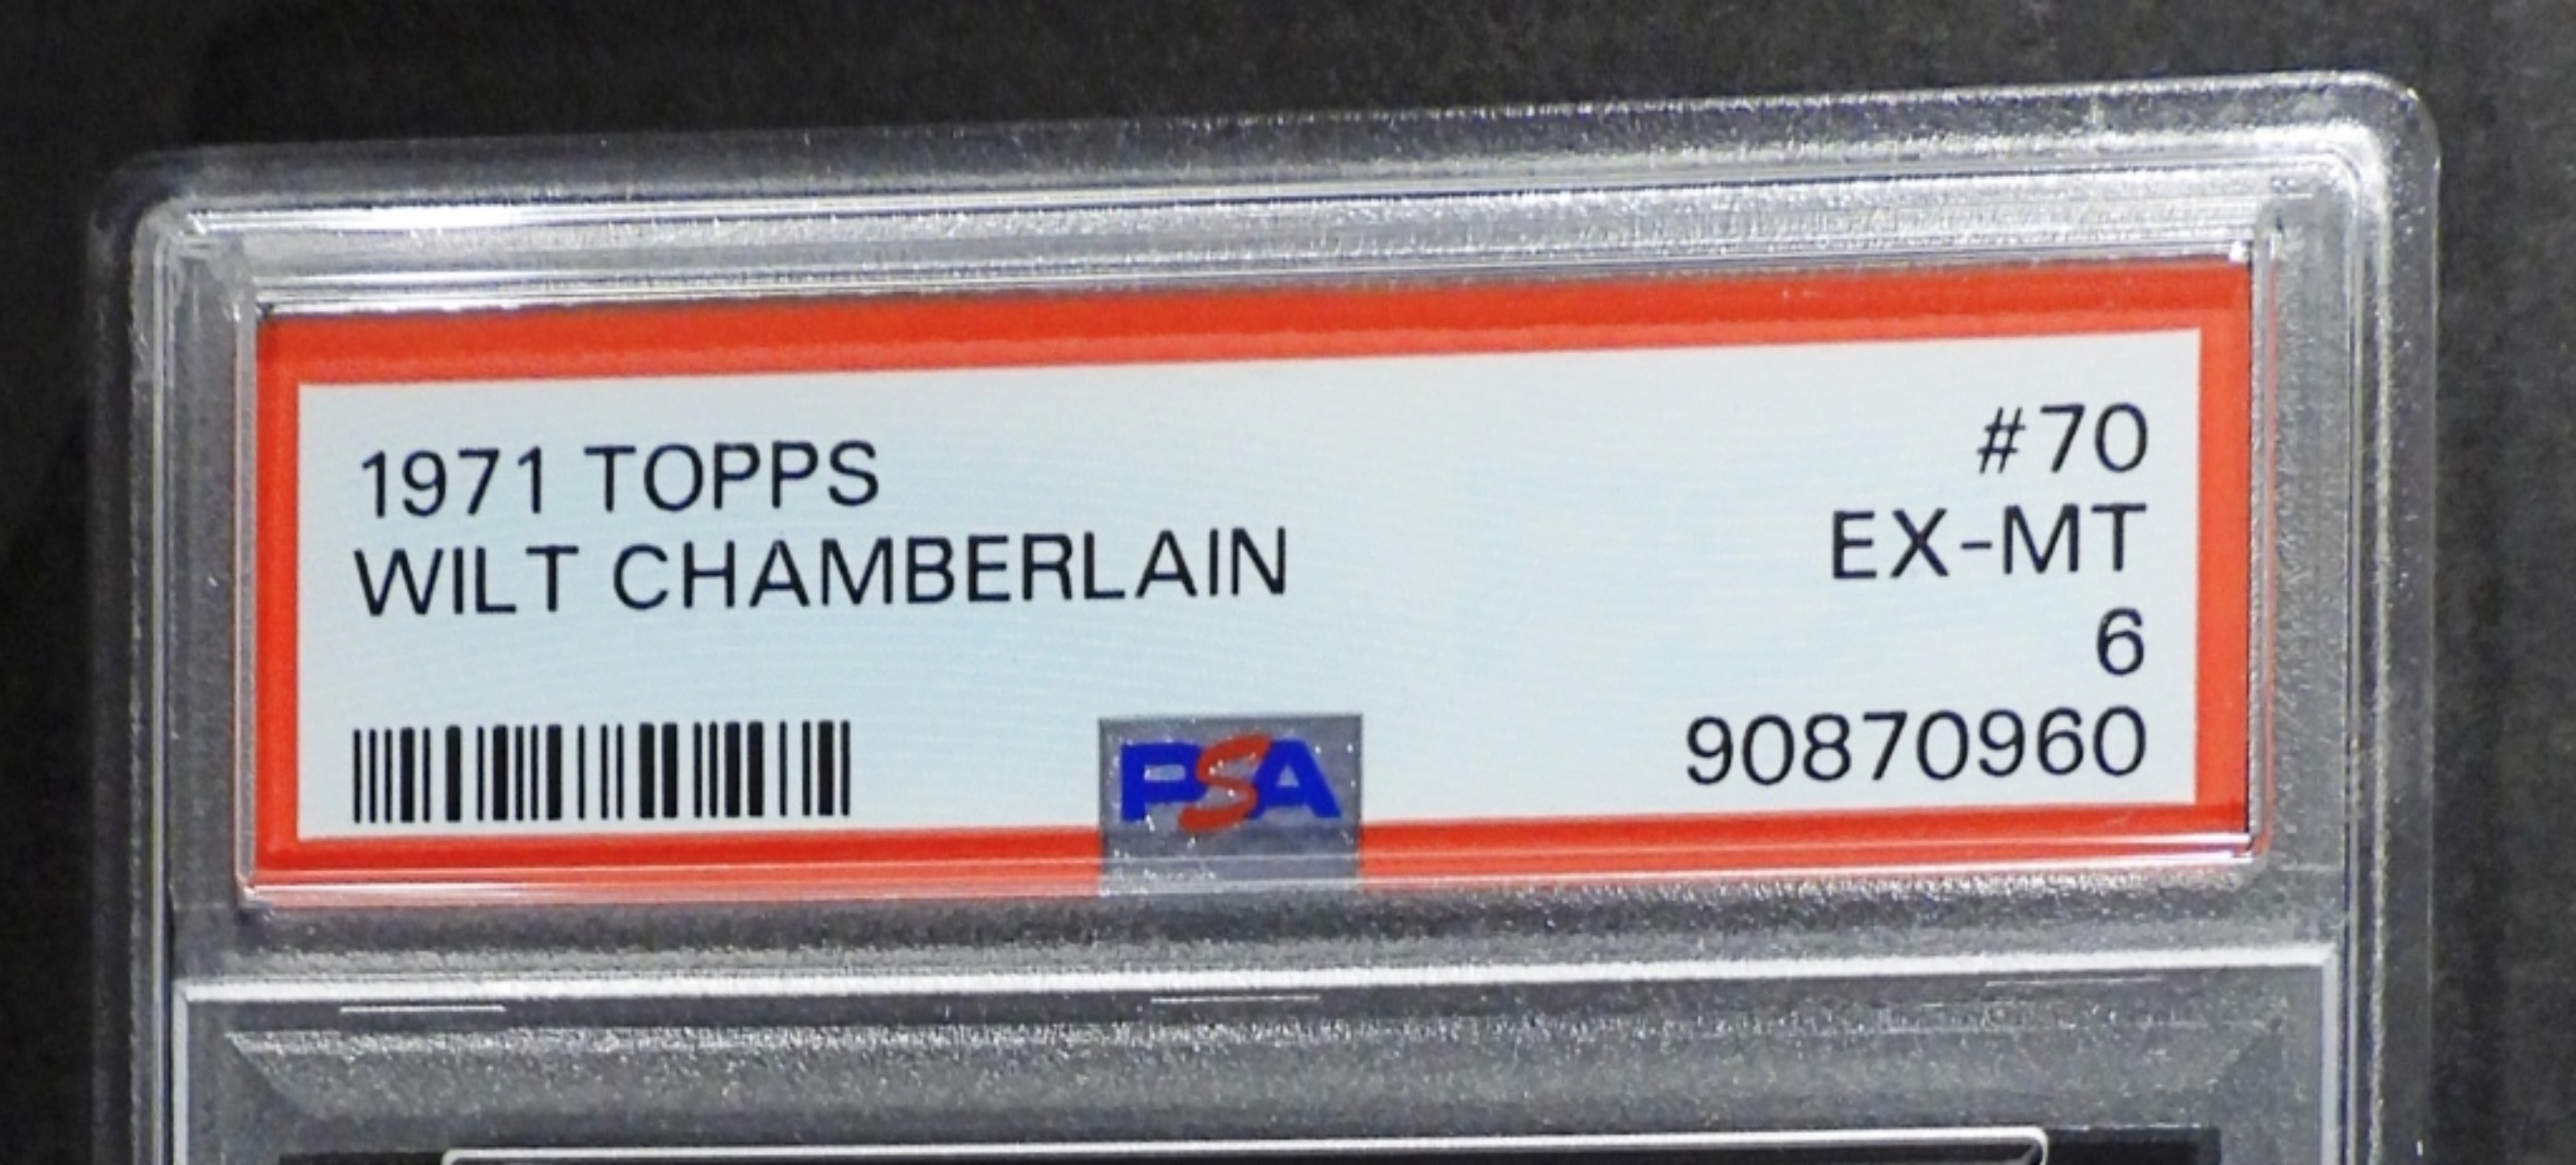 1971 TOPPS
WILT CHAMBERLAIN
#70
EX-MT
6
90870960
PSA